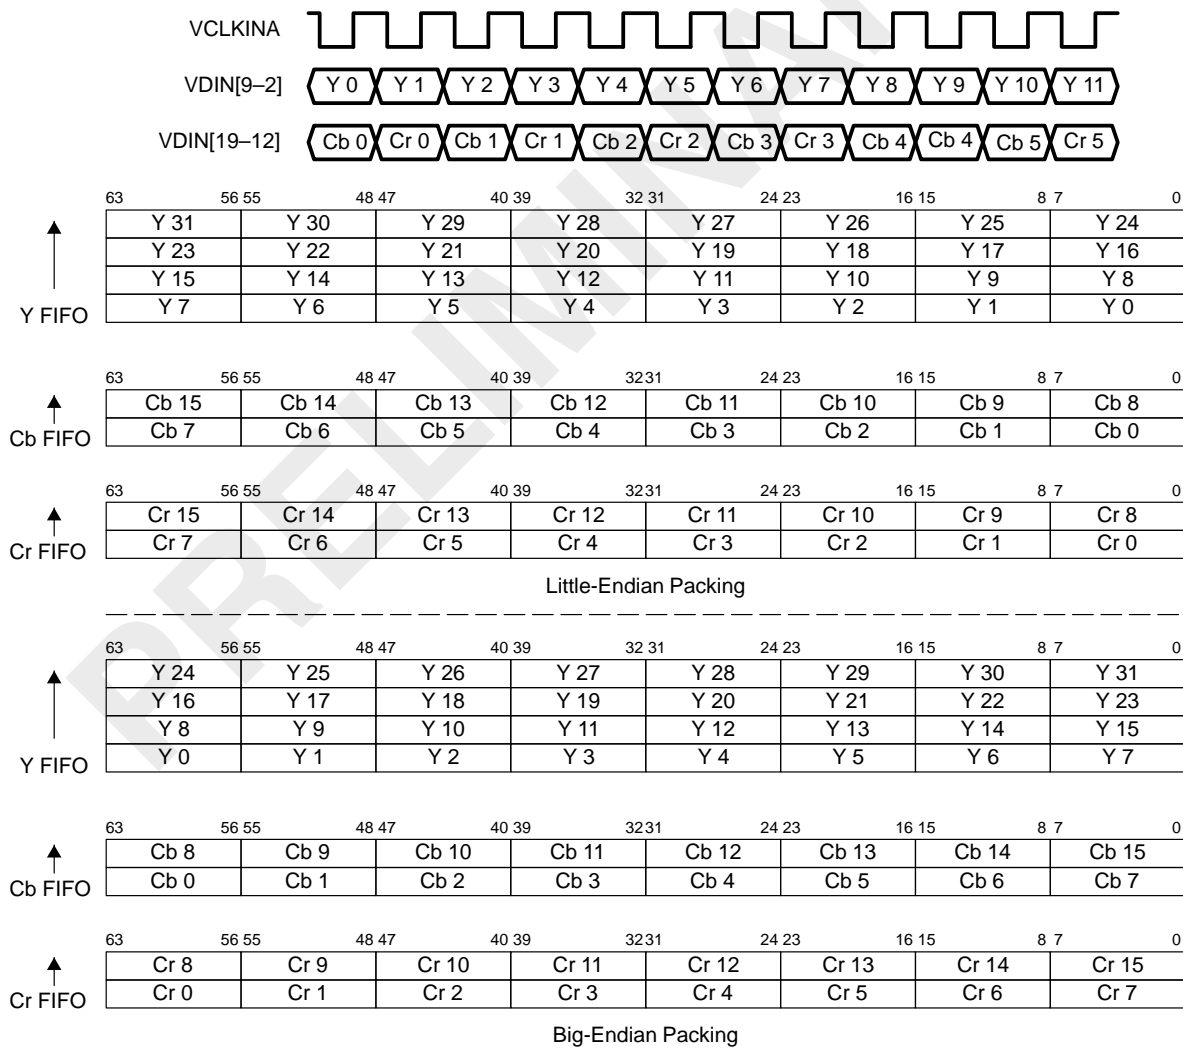 VCLKINA
VDIN[9–2] Y 0 Y 1 Y 2 Y 3 Y 4 Y 5 Y 6 Y 7 Y 8 Y 9 Y 10 Y 11
VDIN[19–12] Cb 0 Cr 0 Cb 1 Cr 1 Cb 2 Cr 2 Cb 3 Cr 3 Cb 4 Cb 4 Cb 5 Cr 5
63 56 55 48 47 40 39 32 31 24 23 16 15 8 7 0
Y 31 Y 30 Y 29 Y 28 Y 27 Y 26 Y 25 Y 24
Y 23 Y 22 Y 21 Y 20 Y 19 Y 18 Y 17 Y 16
Y 15 Y 14 Y 13 Y 12 Y 11 Y 10 Y 9 Y 8
Y FIFO Y 7 Y 6 Y 5 Y 4 Y 3 Y 2 Y 1 Y 0
63 56 55 48 47 40 39 32 31 24 23 16 15 8 7 0
Cb 15 Cb 14 Cb 13 Cb 12 Cb 11 Cb 10 Cb 9 Cb 8
Cb FIFO Cb 7 Cb 6 Cb 5 Cb 4 Cb 3 Cb 2 Cb 1 Cb 0
63 56 55 48 47 40 39 32 31 24 23 16 15 8 7 0
Cr 15 Cr 14 Cr 13 Cr 12 Cr 11 Cr 10 Cr 9 Cr 8
Cr FIFO Cr 7 Cr 6 Cr 5 Cr 4 Cr 3 Cr 2 Cr 1 Cr 0
Little-Endian Packing
63 56 55 48 47 40 39 32 31 24 23 16 15 8 7 0
Y 24 Y 25 Y 26 Y 27 Y 28 Y 29 Y 30 Y 31
Y 16 Y 17 Y 18 Y 19 Y 20 Y 21 Y 22 Y 23
Y 8 Y 9 Y 10 Y 11 Y 12 Y 13 Y 14 Y 15
Y FIFO Y 0 Y 1 Y 2 Y 3 Y 4 Y 5 Y 6 Y 7
63 56 55 48 47 40 39 32 31 24 23 16 15 8 7 0
Cb 8 Cb 9 Cb 10 Cb 11 Cb 12 Cb 13 Cb 14 Cb 15
Cb FIFO Cb 0 Cb 1 Cb 2 Cb 3 Cb 4 Cb 5 Cb 6 Cb 7
63 56 55 48 47 40 39 32 31 24 23 16 15 8 7 0
Cr 8 Cr 9 Cr 10 Cr 11 Cr 12 Cr 13 Cr 14 Cr 15
Cr FIFO Cr 0 Cr 1 Cr 2 Cr 3 Cr 4 Cr 5 Cr 6 Cr 7
Big-Endian Packing